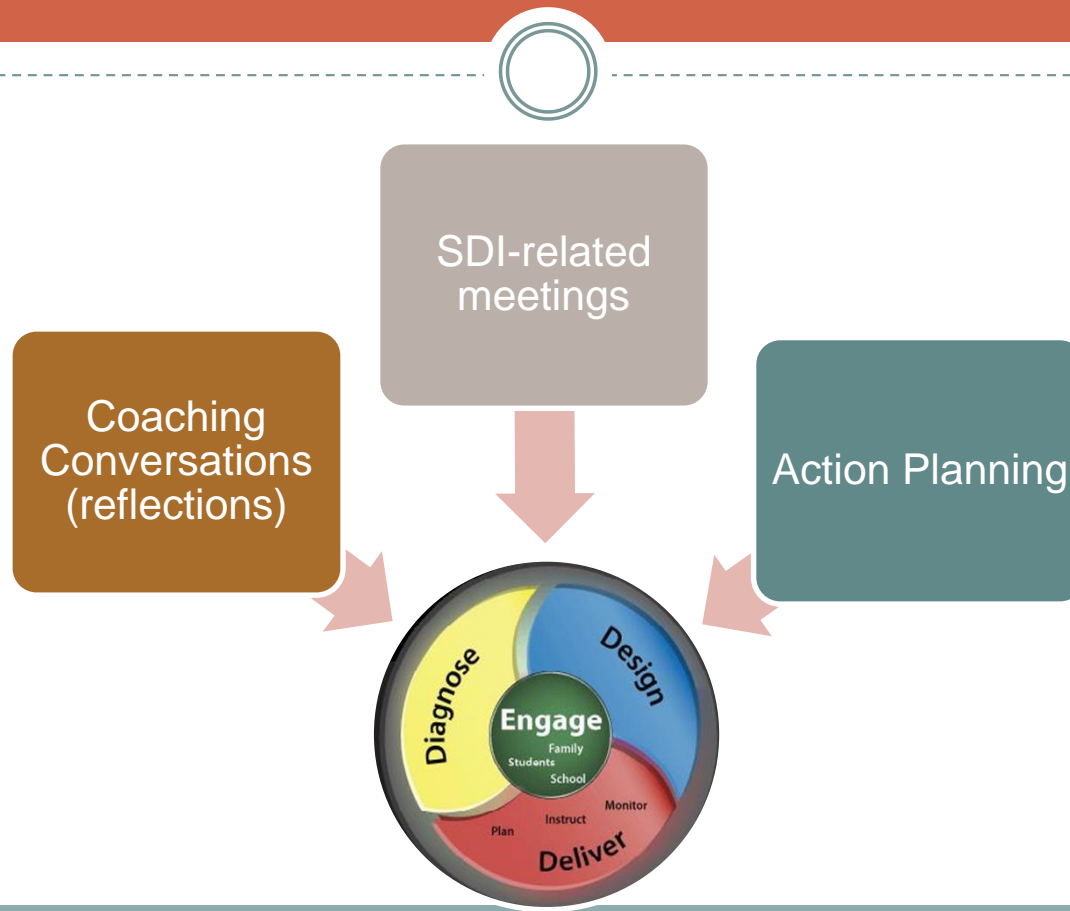 SDI-related
meetings
Coaching
Conversations
(reflections)
Action Planning
Diagnose
Design
Engage
Family
Students
School
Plan
Instruct
Monitor
Deliver